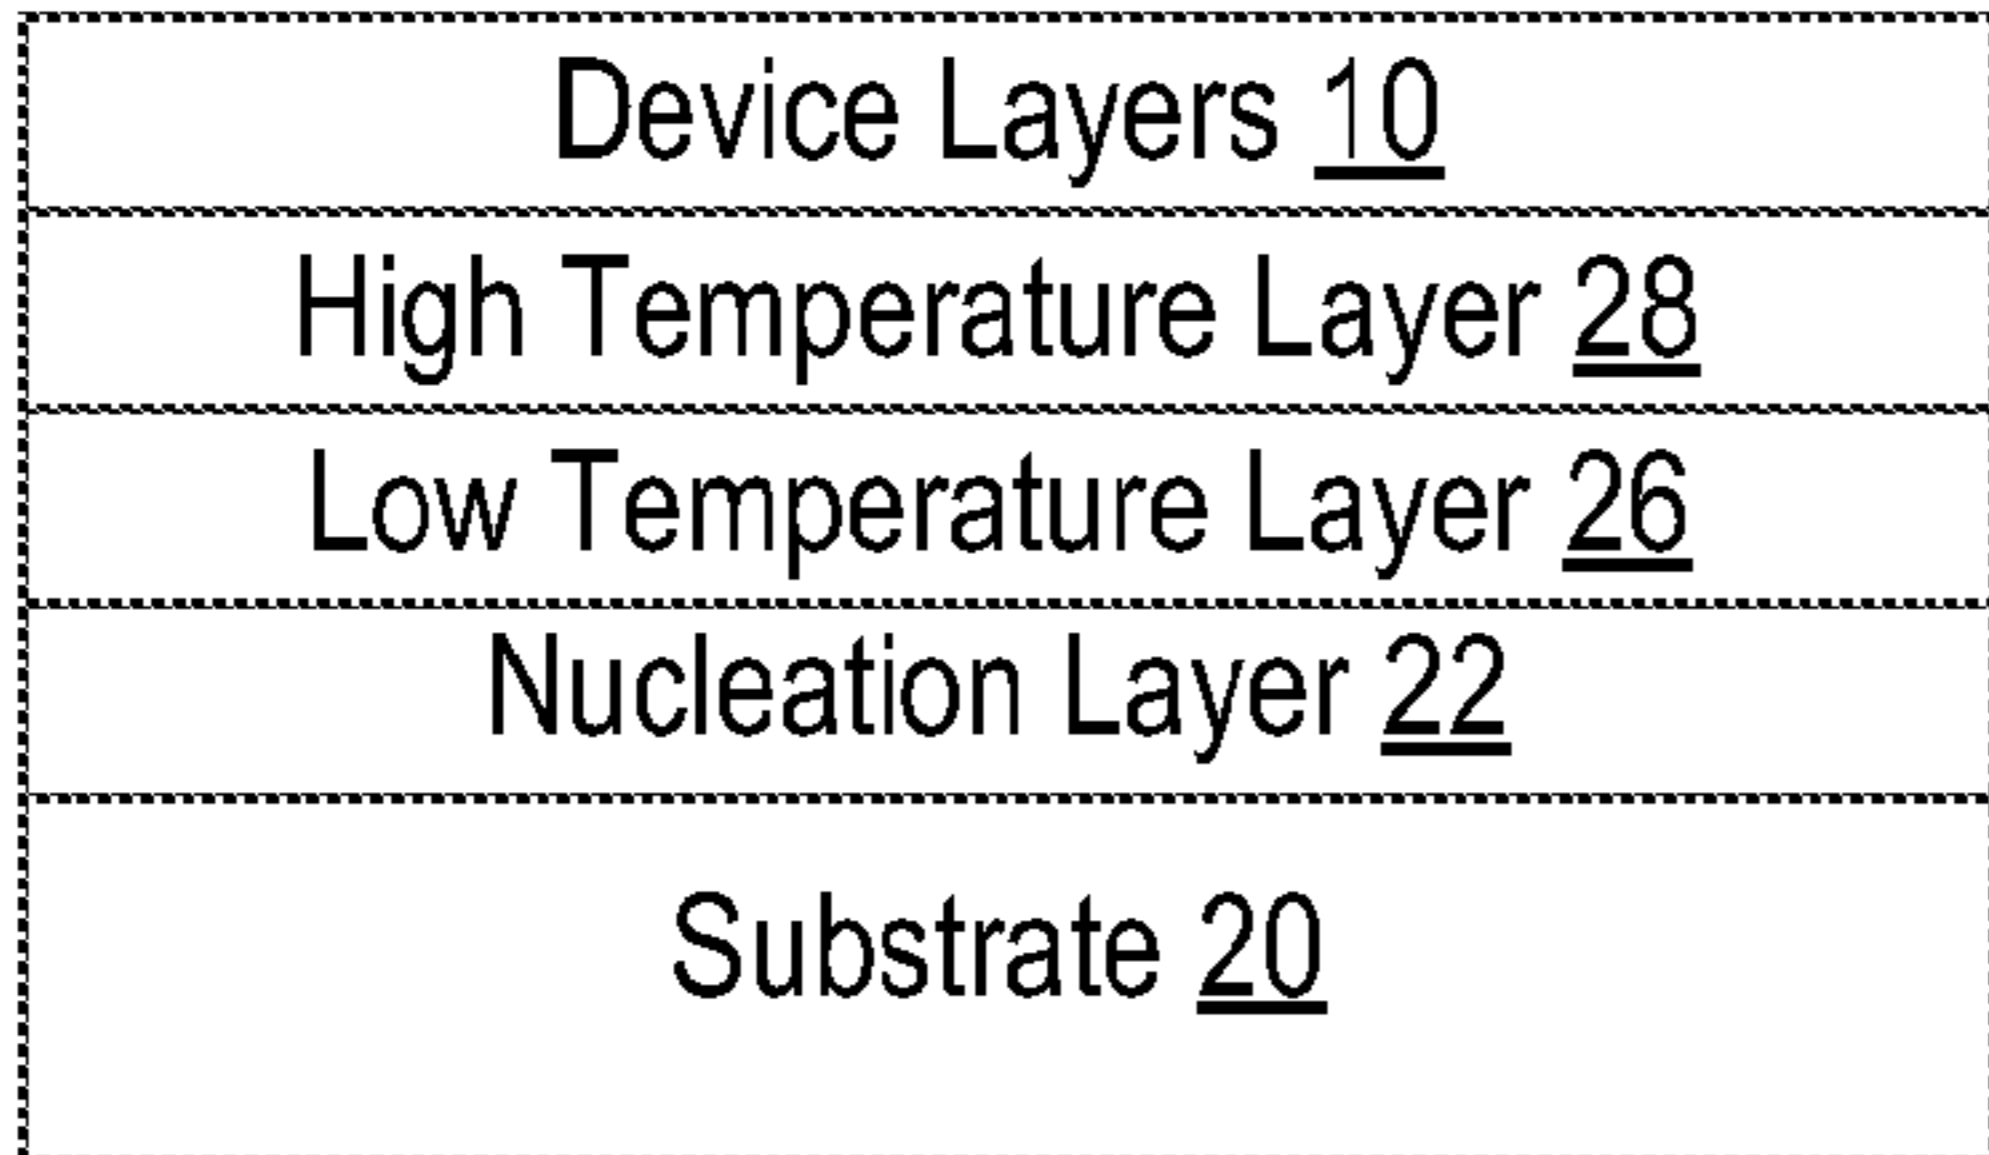 Device Layers 10
High Temperature Layer 28
Low Temperature Layer 26
Nucleation Layer 22
Substrate 20